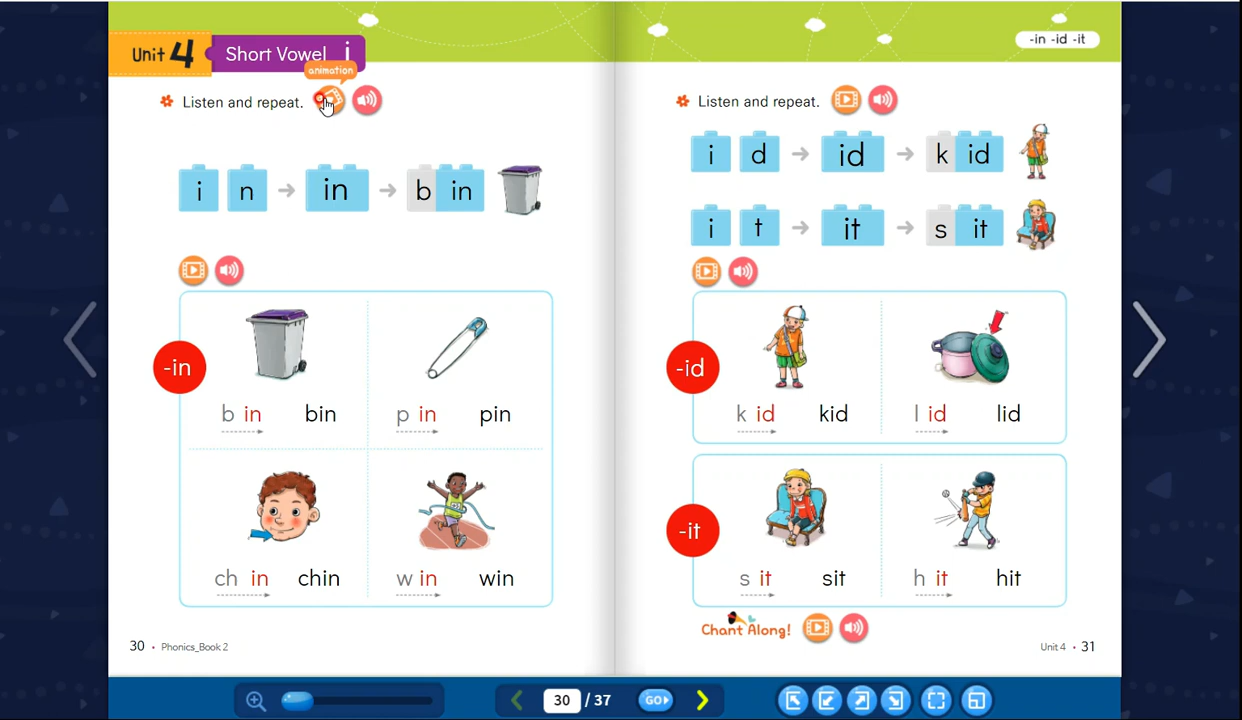 Unit 4
Short Vowel i
animation
Listen and repeat.
i n in b in
-in
b in bin
p in pin
ch in chin
w in win
30 • Phonics_Book 2
-in -id -it
Listen and repeat.
i d id k id
i t it s it
-id
k id kid
l id lid
-it
s it sit
h it hit
Chant Along!
Unit 4 • 31
30 / 37 GO